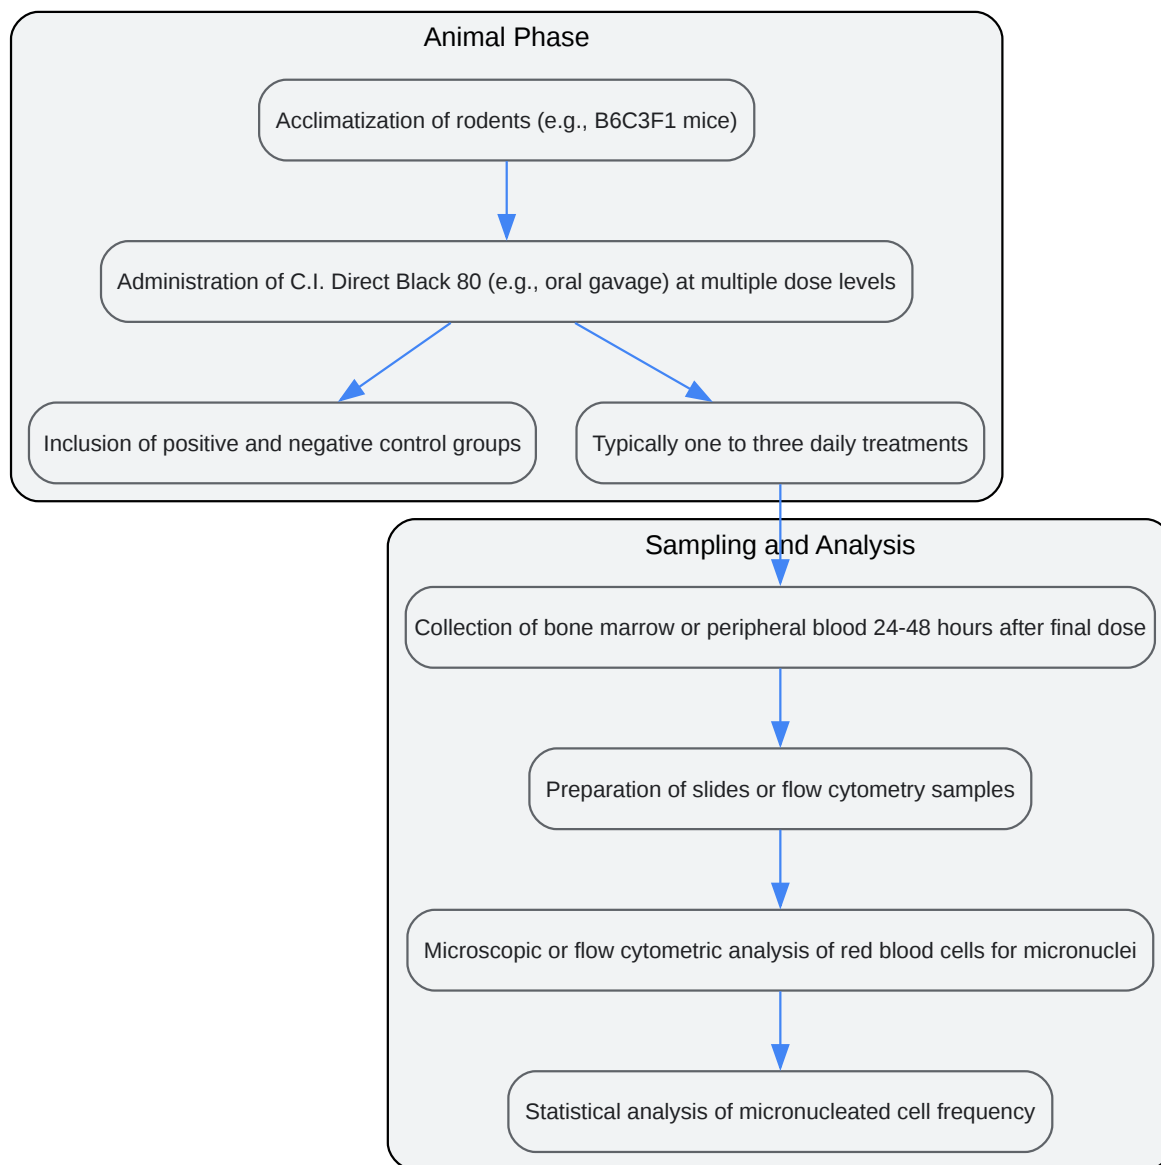 Animal Phase
Acclimatization of rodents (e.g., B6C3F1 mice)
Administration of C.I. Direct Black 80 (e.g., oral gavage) at multiple dose levels
Inclusion of positive and negative control groups
Typically one to three daily treatments
Sampling and Analysis
Collection of bone marrow or peripheral blood 24-48 hours after final dose
Preparation of slides or flow cytometry samples
Microscopic or flow cytometric analysis of red blood cells for micronuclei
Statistical analysis of micronucleated cell frequency